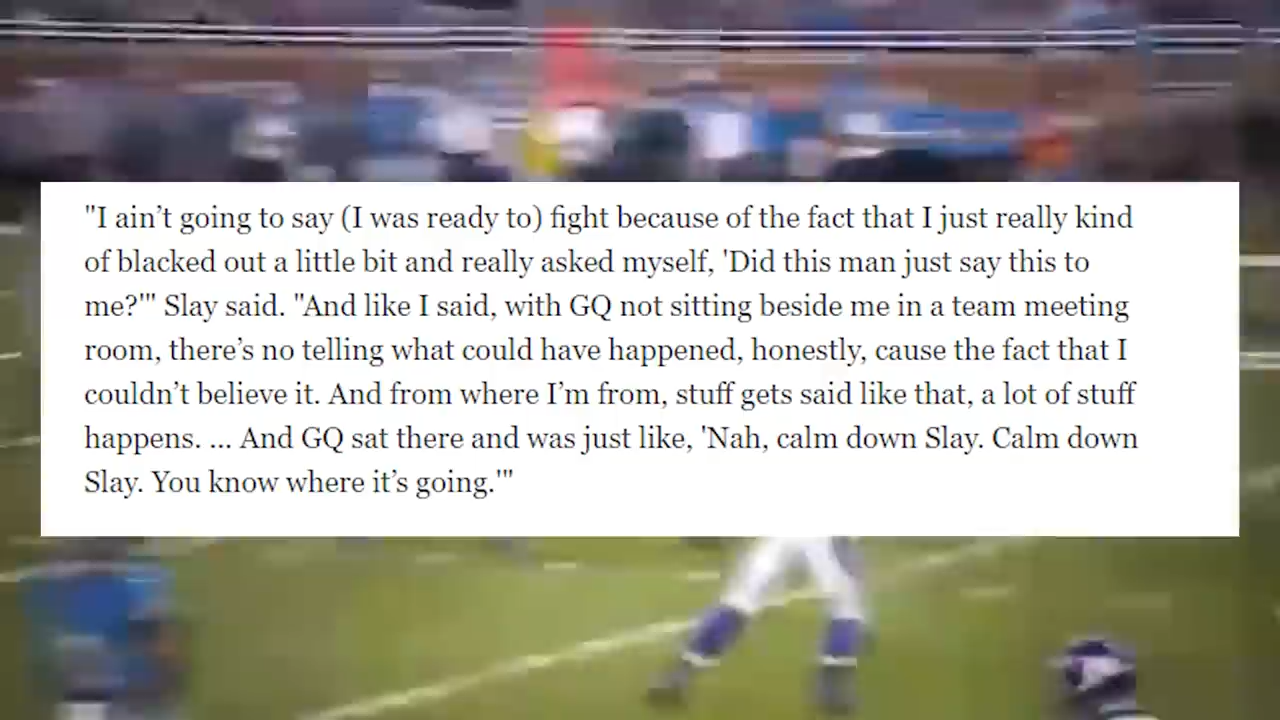 "I ain’t going to say (I was ready to) fight because of the fact that I just really kind
of blacked out a little bit and really asked myself, 'Did this man just say this to
me?'" Slay said. "And like I said, with GQ not sitting beside me in a team meeting
room, there’s no telling what could have happened, honestly, cause the fact that I
couldn’t believe it. And from where I’m from, stuff gets said like that, a lot of stuff
happens. ... And GQ sat there and was just like, 'Nah, calm down Slay. Calm down
Slay. You know where it’s going.'"